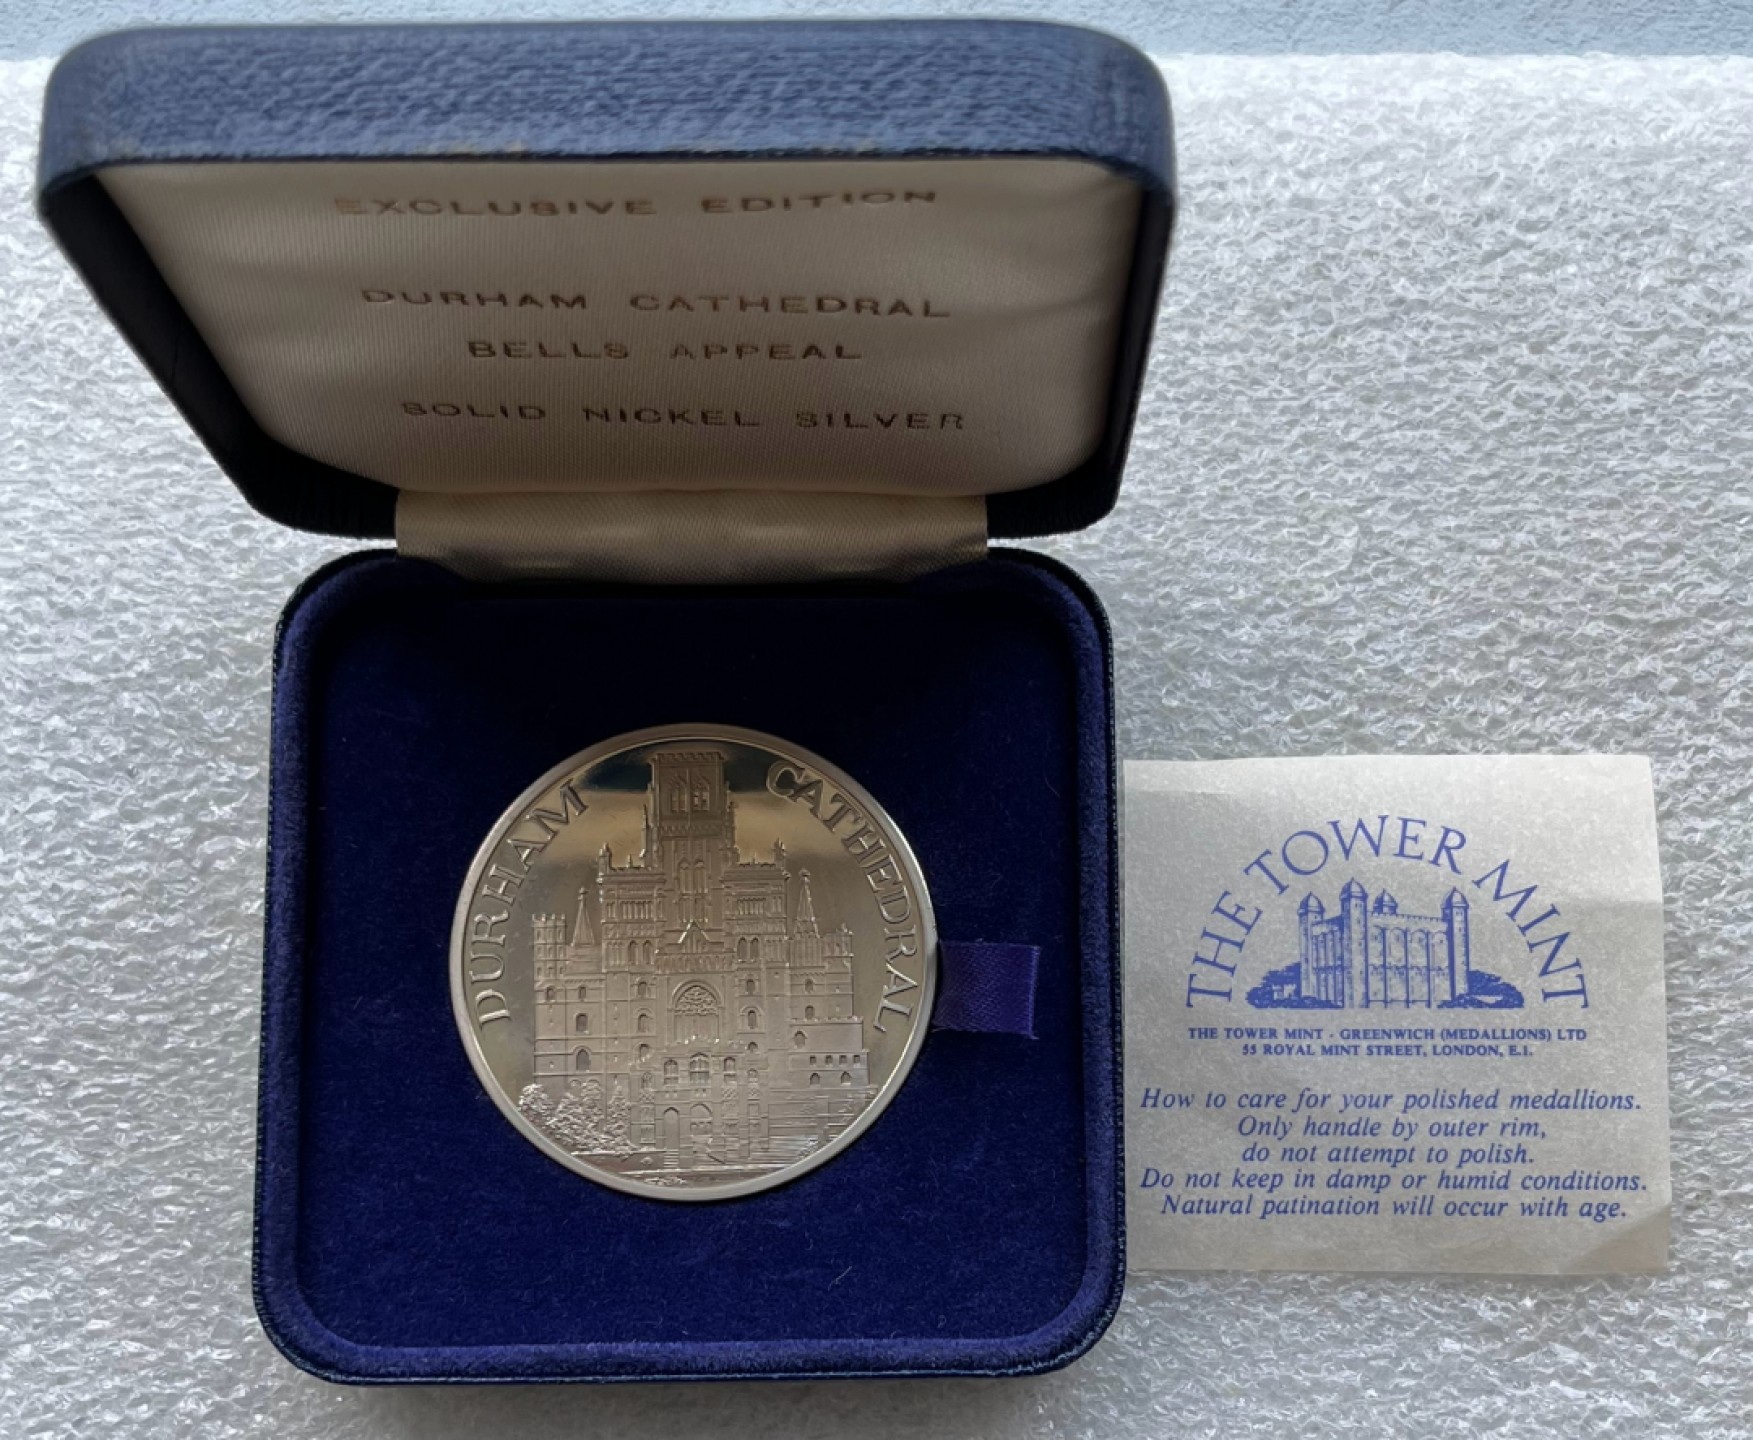 EXCLUSIVE EDITION
DURHAM CATHEDRAL
BELLS APPEAL
SOLID NICKEL SILVER
DURHAM CATHEDRAL
THE TOWER MINT
THE TOWER MINT - GREENWICH (MEDALLIONS) LTD
55 ROYAL MINT STREET, LONDON, E.1.
How to care for your polished medallions.
Only handle by outer rim,
do not attempt to polish.
Do not keep in damp or humid conditions.
Natural patination will occur with age.